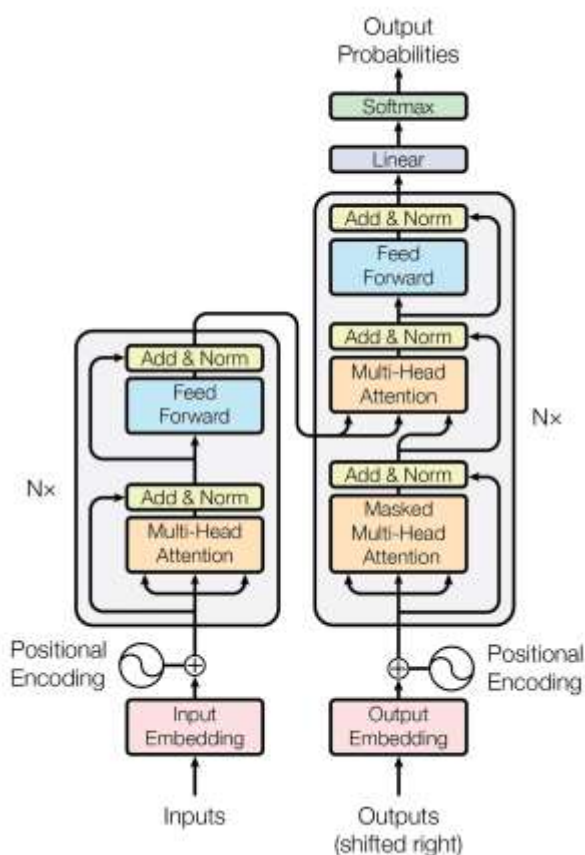 Output
Probabilities
Softmax
Linear
Add & Norm
Feed
Forward
Add & Norm
Multi-Head
Attention
Add & Norm
Masked
Multi-Head
Attention
Nx
Add & Norm
Feed
Forward
Add & Norm
Multi-Head
Attention
Nx
Positional
Encoding
Input
Embedding
Inputs
Positional
Encoding
Output
Embedding
Outputs
(shifted right)